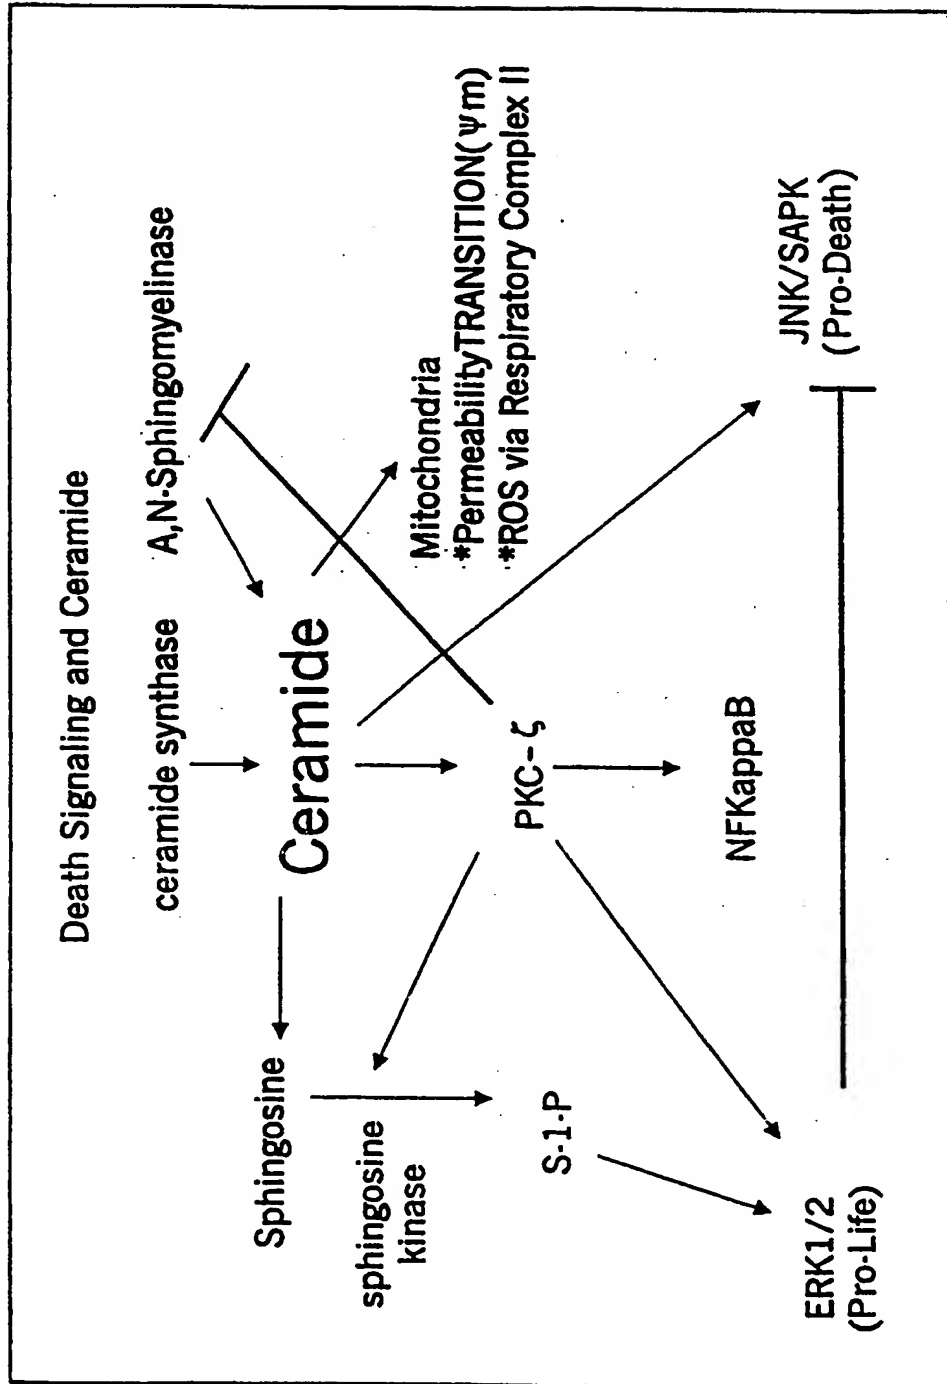 Death Signaling and Ceramide
ceramide synthase
A,N-Sphingomyelinase
Sphingosine
Ceramide
Mitochondria
*PermeabilityTRANSITION(Ψm)
*ROS via Respiratory Complex II
sphingosine
kinase
S-1-P
PKC-ζ
NFKappaB
ERK1/2
(Pro-Life)
JNK/SAPK
(Pro-Death)